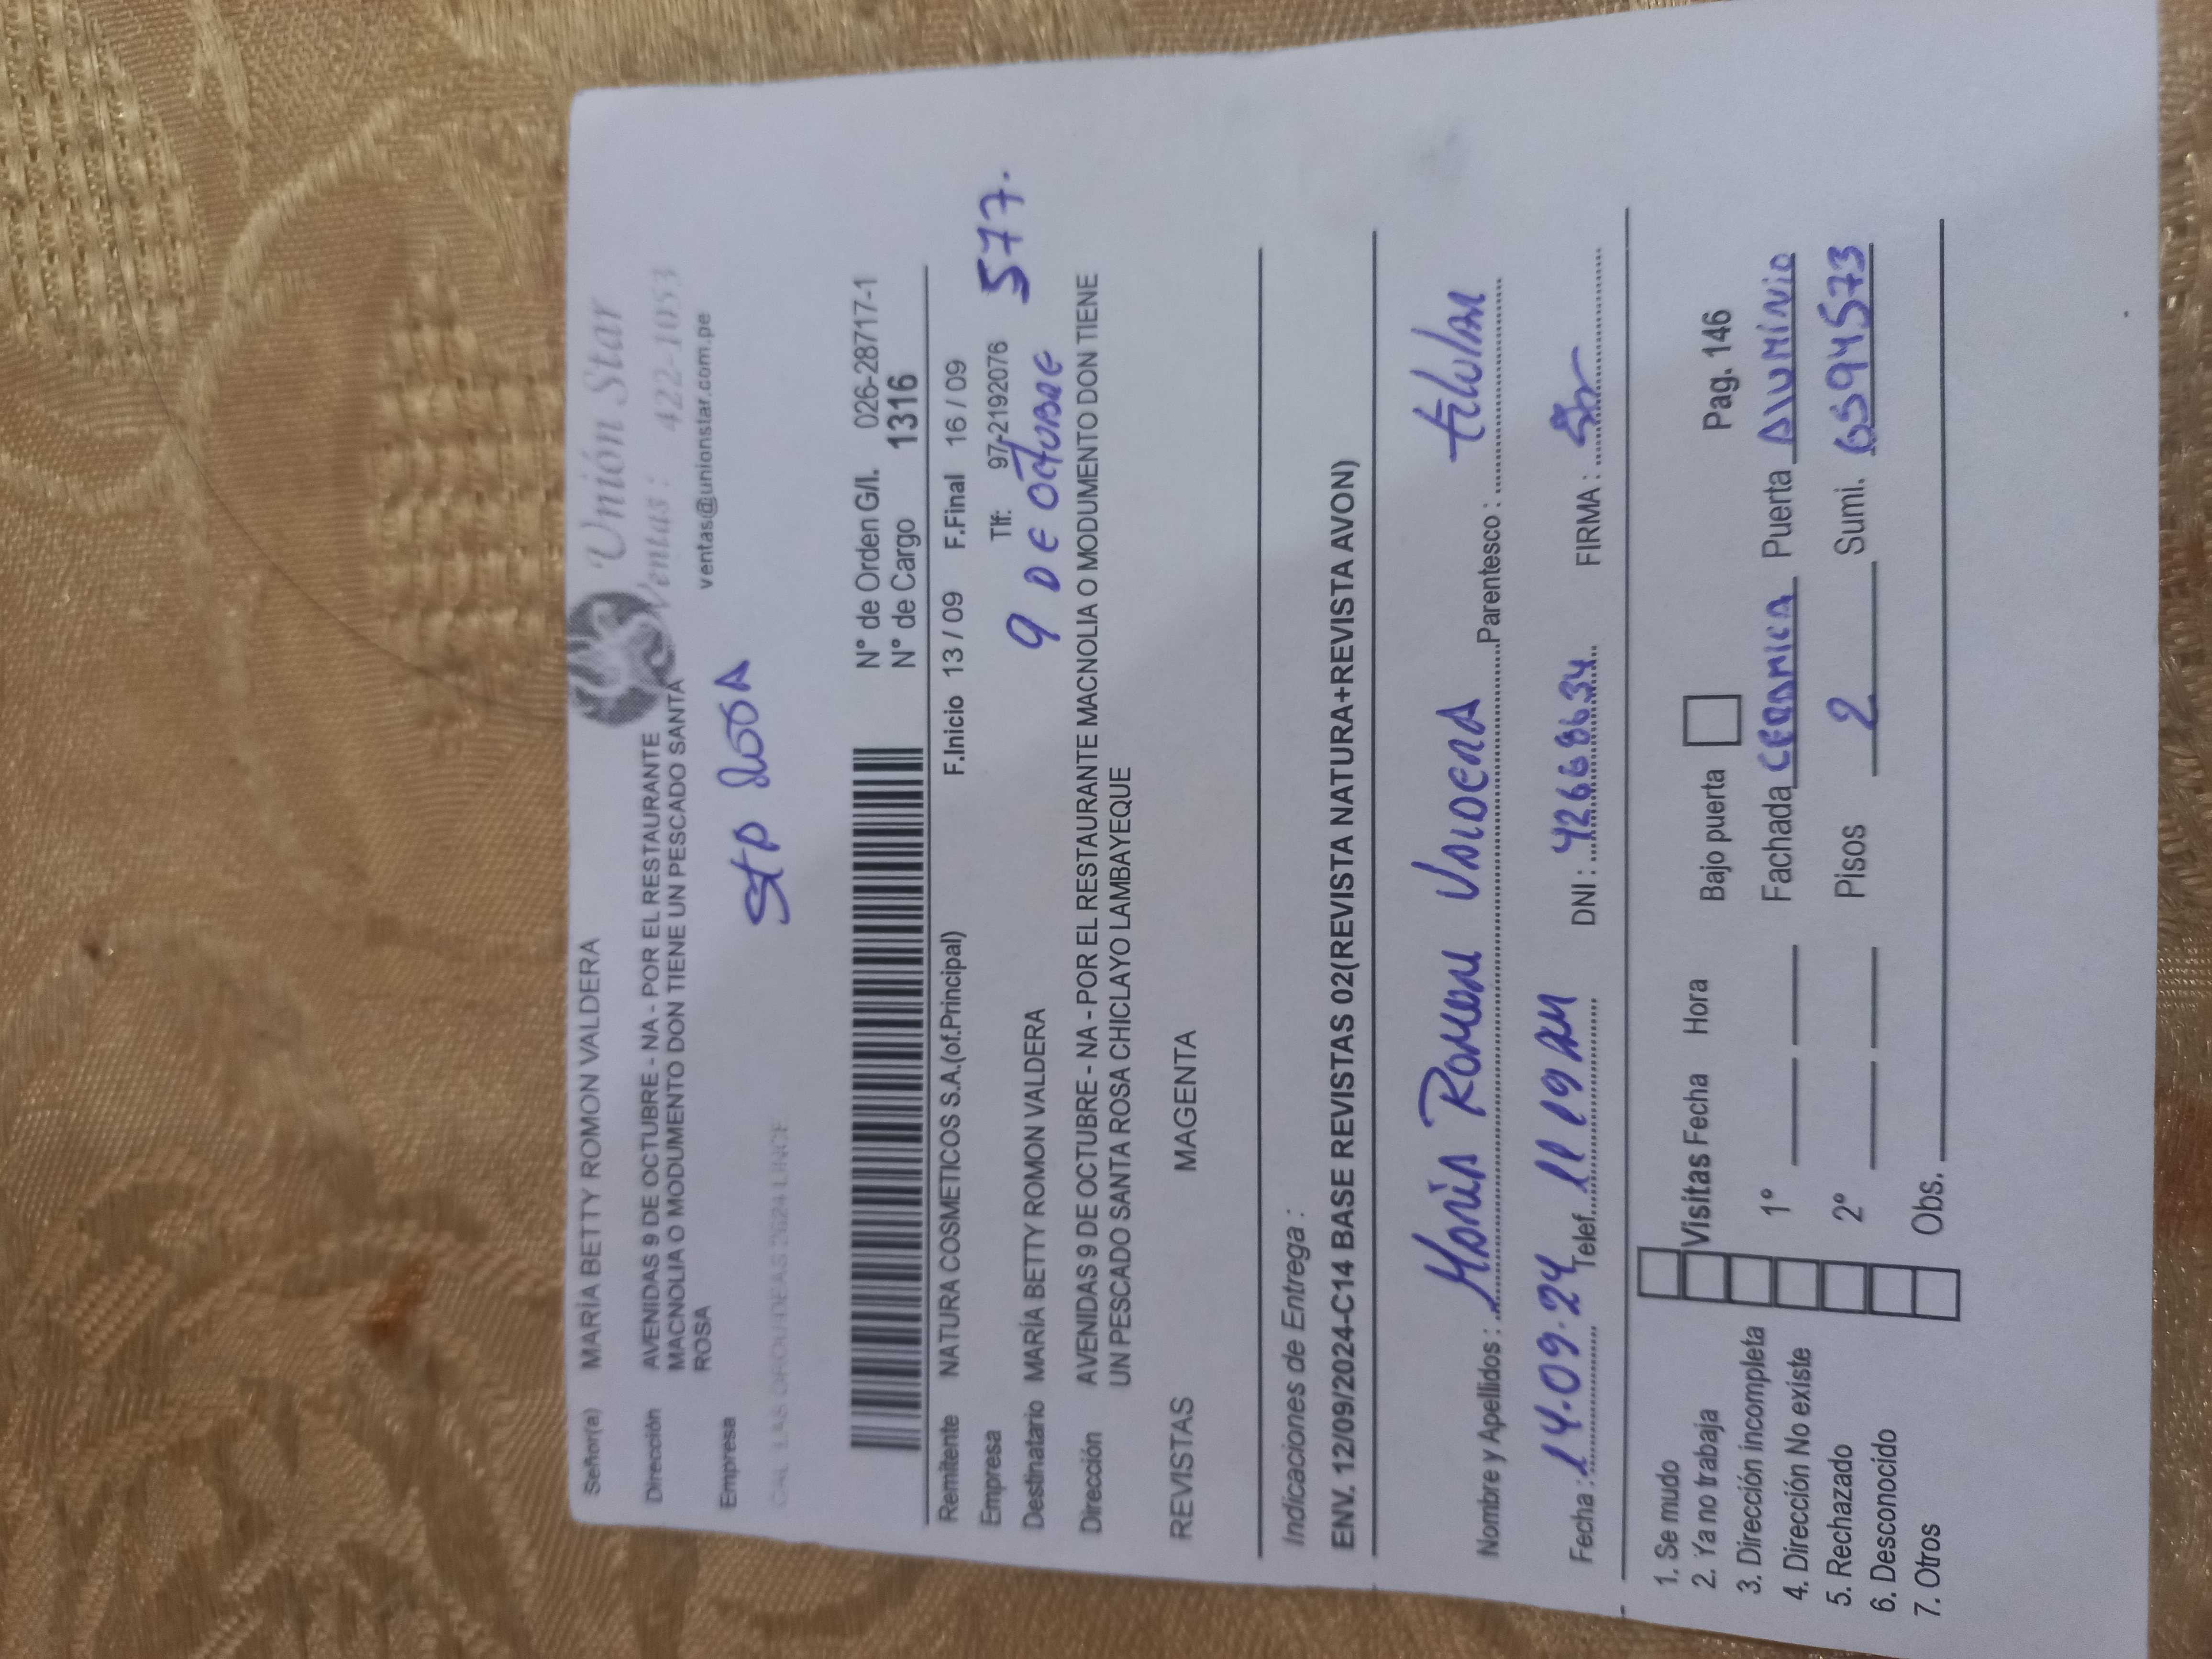 Unión Star
Ventas : 422-1053
ventas@unionstar.com.pe
Señor(a) MARÍA BETTY ROMON VALDERA
Dirección AVENIDAS 9 DE OCTUBRE - NA - POR EL RESTAURANTE
MACNOLIA O MODUMENTO DON TIENE UN PESCADO SANTA
ROSA
Empresa
Sta Rosa
N° de Orden G/I. 026-28717-1
N° de Cargo 1316
Remitente NATURA COSMETICOS S.A.(of.Principal) F.Inicio 13 / 09 F.Final 16 / 09
Empresa Tlf: 97-2192076
9 DE OCTUBRE 577.
Destinatario MARÍA BETTY ROMON VALDERA
Dirección AVENIDAS 9 DE OCTUBRE - NA - POR EL RESTAURANTE MACNOLIA O MODUMENTO DON TIENE
UN PESCADO SANTA ROSA CHICLAYO LAMBAYEQUE
REVISTAS MAGENTA
Indicaciones de Entrega :
ENV. 12/09/2024-C14 BASE REVISTAS 02(REVISTA NATURA+REVISTA AVON)
Nombre y Apellidos : Maria Romon Valdera Parentesco : titular
Fecha : 14.09.24 Telef. 11 19 am DNI : 42668634 FIRMA :
1. Se mudo
2. Ya no trabaja Visitas Fecha Hora Bajo puerta Pag. 146
3. Dirección incompleta
4. Dirección No existe 1º Fachada CERAMICA Puerta ALUMINIO
5. Rechazado 2º Pisos 2 Sumi. 6594573
6. Desconocido
7. Otros Obs.